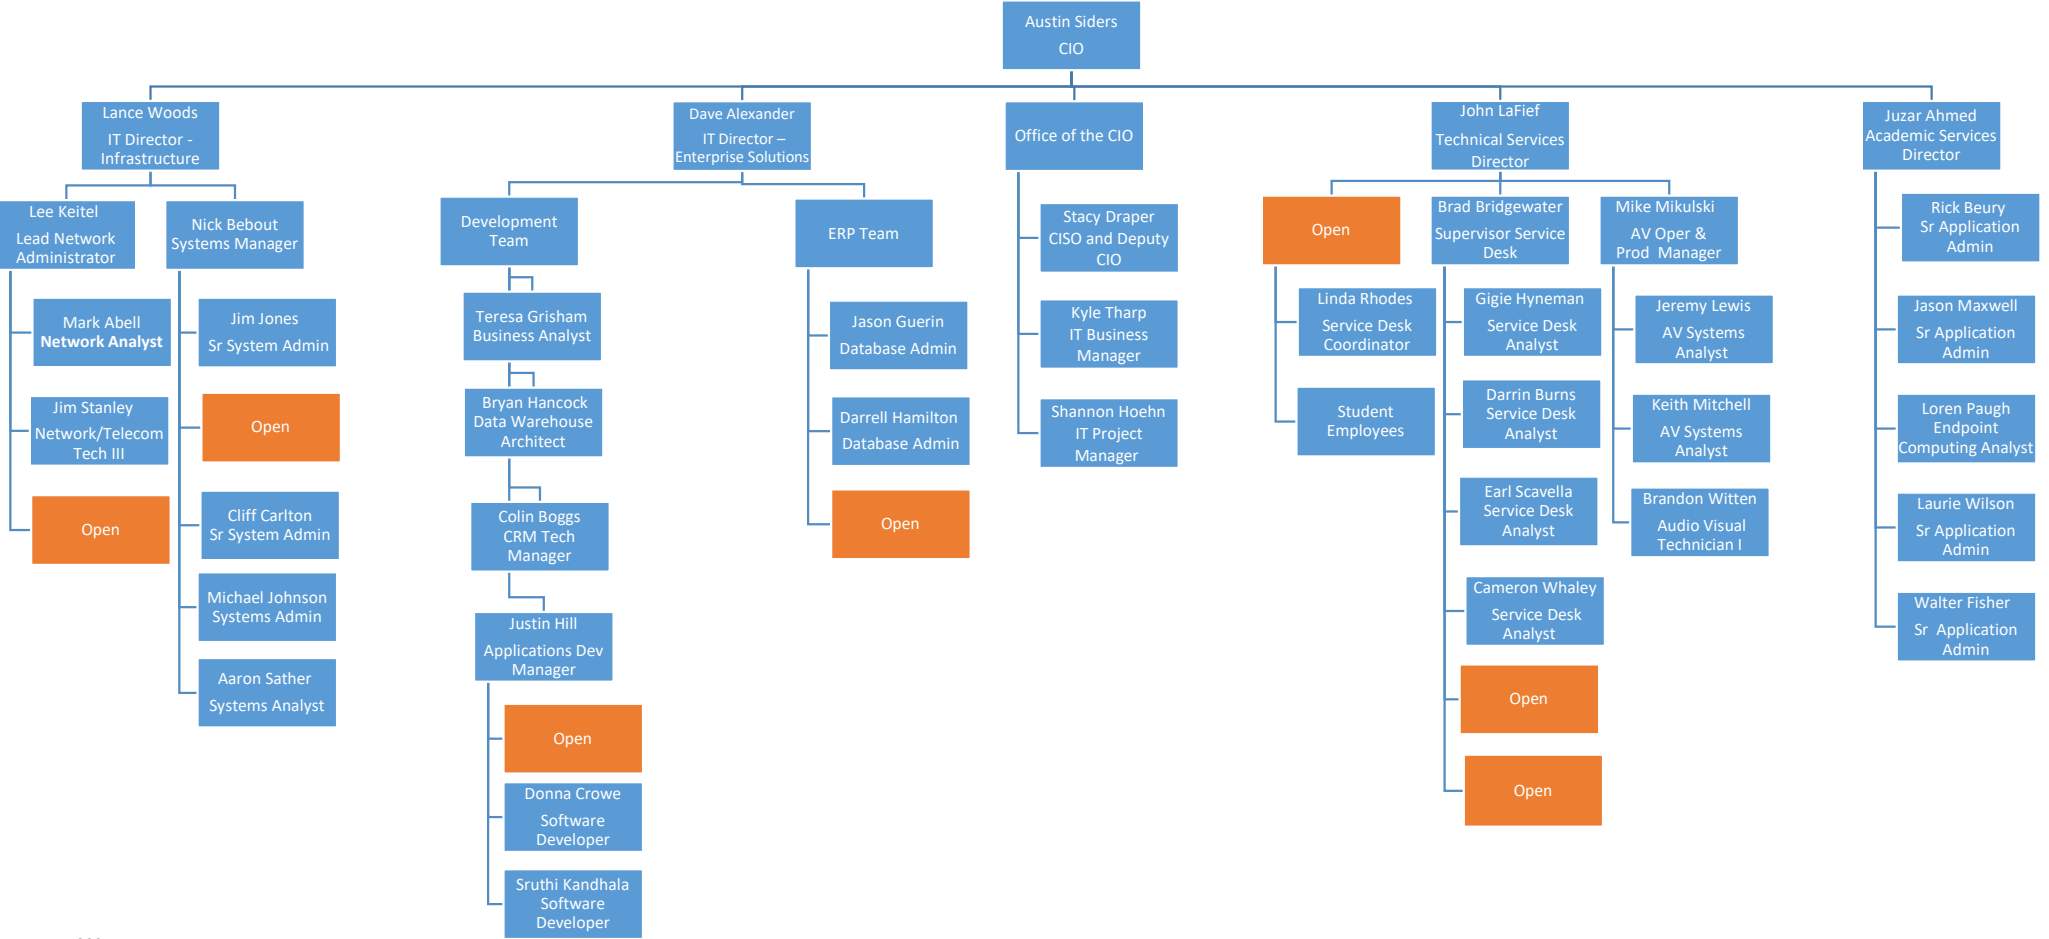 Austin Siders
CIO
Lance Woods
IT Director -
Infrastructure
Dave Alexander
IT Director –
Enterprise Solutions
Office of the CIO
John LaFief
Technical Services
Director
Juzar Ahmed
Academic Services
Director
Lee Keitel
Lead Network
Administrator
Mark Abell
Network Analyst
Jim Stanley
Network/Telecom
Tech III
Open
Nick Bebout
Systems Manager
Jim Jones
Sr System Admin
Open
Cliff Carlton
Sr System Admin
Michael Johnson
Systems Admin
Aaron Sather
Systems Analyst
Development
Team
Teresa Grisham
Business Analyst
Bryan Hancock
Data Warehouse
Architect
Colin Boggs
CRM Tech
Manager
Justin Hill
Applications Dev
Manager
Open
Donna Crowe
Software
Developer
Sruthi Kandhala
Software
Developer
ERP Team
Jason Guerin
Database Admin
Darrell Hamilton
Database Admin
Open
Stacy Draper
CISO and Deputy
CIO
Kyle Tharp
IT Business
Manager
Shannon Hoehn
IT Project
Manager
Open
Linda Rhodes
Service Desk
Coordinator
Student
Employees
Brad Bridgewater
Supervisor Service
Desk
Gigie Hyneman
Service Desk
Analyst
Darrin Burns
Service Desk
Analyst
Earl Scavella
Service Desk
Analyst
Cameron Whaley
Service Desk
Analyst
Open
Open
Mike Mikulski
AV Oper &
Prod  Manager
Jeremy Lewis
AV Systems
Analyst
Keith Mitchell
AV Systems
Analyst
Brandon Witten
Audio Visual
Technician I
Rick Beury
Sr Application
Admin
Jason Maxwell
Sr Application
Admin
Loren Paugh
Endpoint
Computing Analyst
Laurie Wilson
Sr Application
Admin
Walter Fisher
Sr  Application
Admin